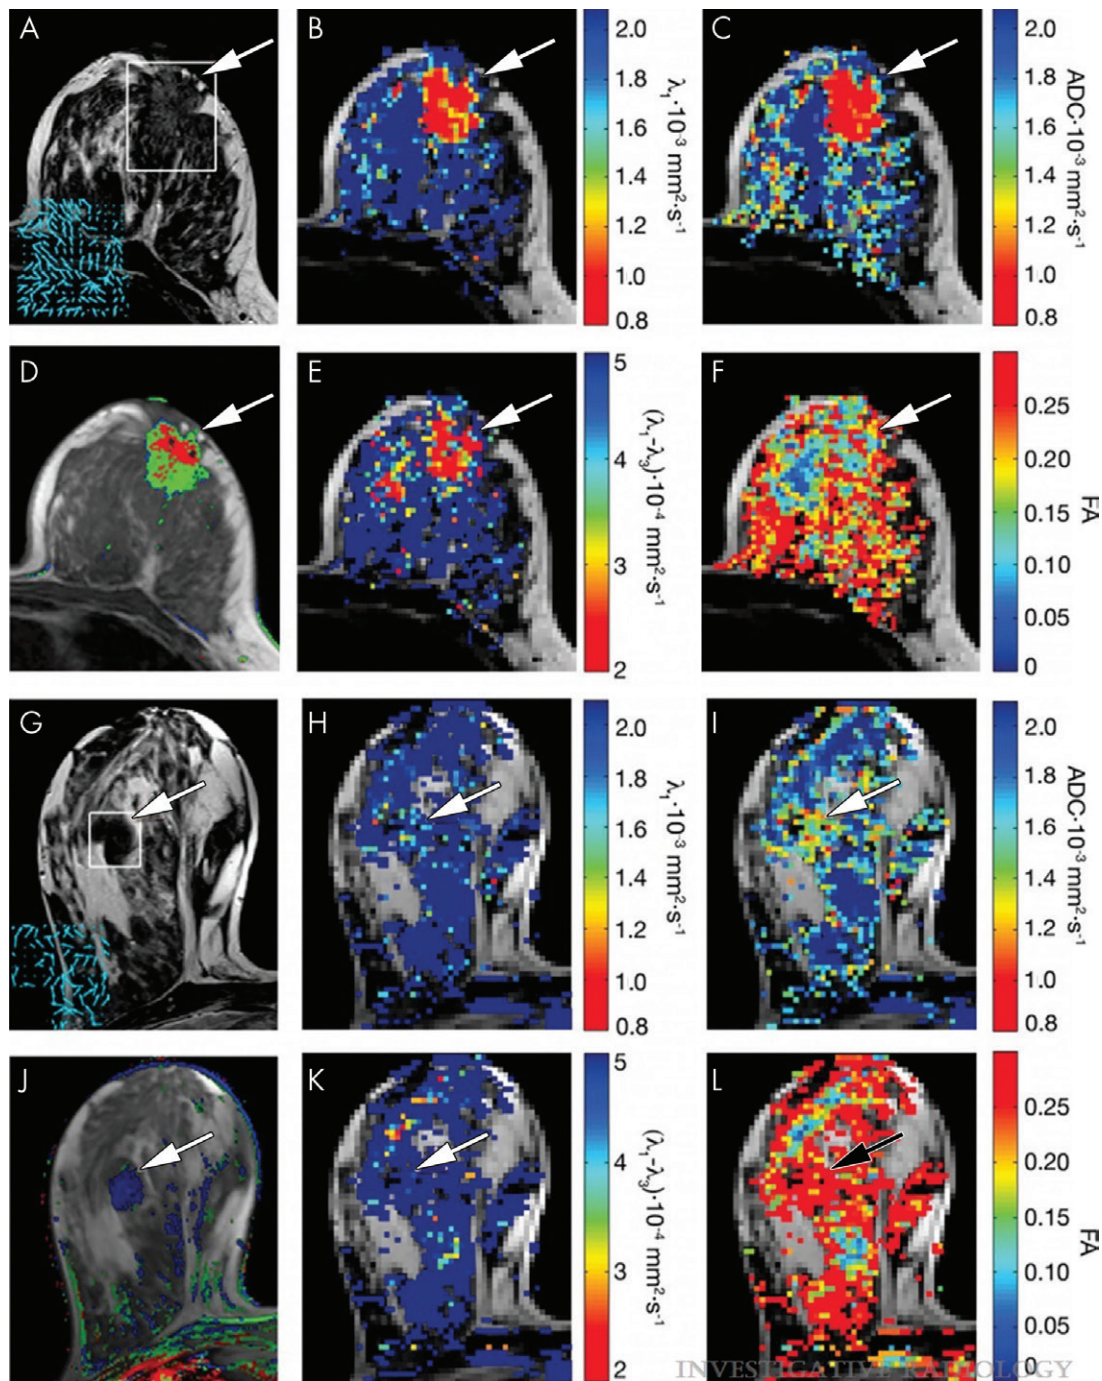 A
B
2.0
1.8
1.6
1.4
1.2
1.0
0.8
λ₁·10⁻³ mm²·s⁻¹
C
2.0
1.8
1.6
1.4
1.2
1.0
0.8
ADC·10⁻³ mm²·s⁻¹
D
E
5
4
3
2
(λ₁-λ₃)·10⁻⁴ mm²·s⁻¹
F
0.25
0.20
0.15
0.10
0.05
0
FA
G
H
2.0
1.8
1.6
1.4
1.2
1.0
0.8
λ₁·10⁻³ mm²·s⁻¹
I
2.0
1.8
1.6
1.4
1.2
1.0
0.8
ADC·10⁻³ mm²·s⁻¹
J
K
5
4
3
2
(λ₁-λ₃)·10⁻⁴ mm²·s⁻¹
L
0.25
0.20
0.15
0.10
0.05
0
FA
INVESTIGATIVE RADIOLOGY